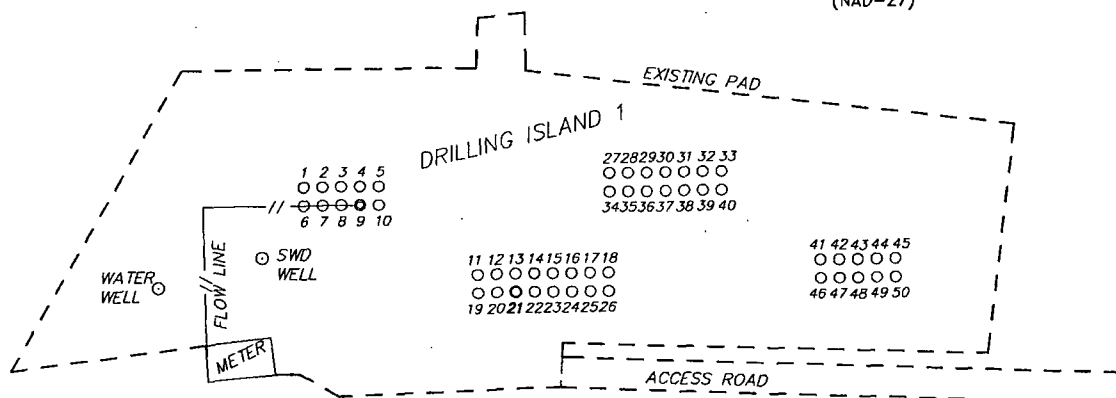 (NAD-27)
EXISTING PAD
DRILLING ISLAND 1
1 2 3 4 5
6 7 8 9 10
27 28 29 30 31 32 33
34 35 36 37 38 39 40
11 12 13 14 15 16 17 18
19 20 21 22 23 24 25 26
41 42 43 44 45
46 47 48 49 50
SWD
WELL
WATER
WELL
FLOW LINE
METER
ACCESS ROAD